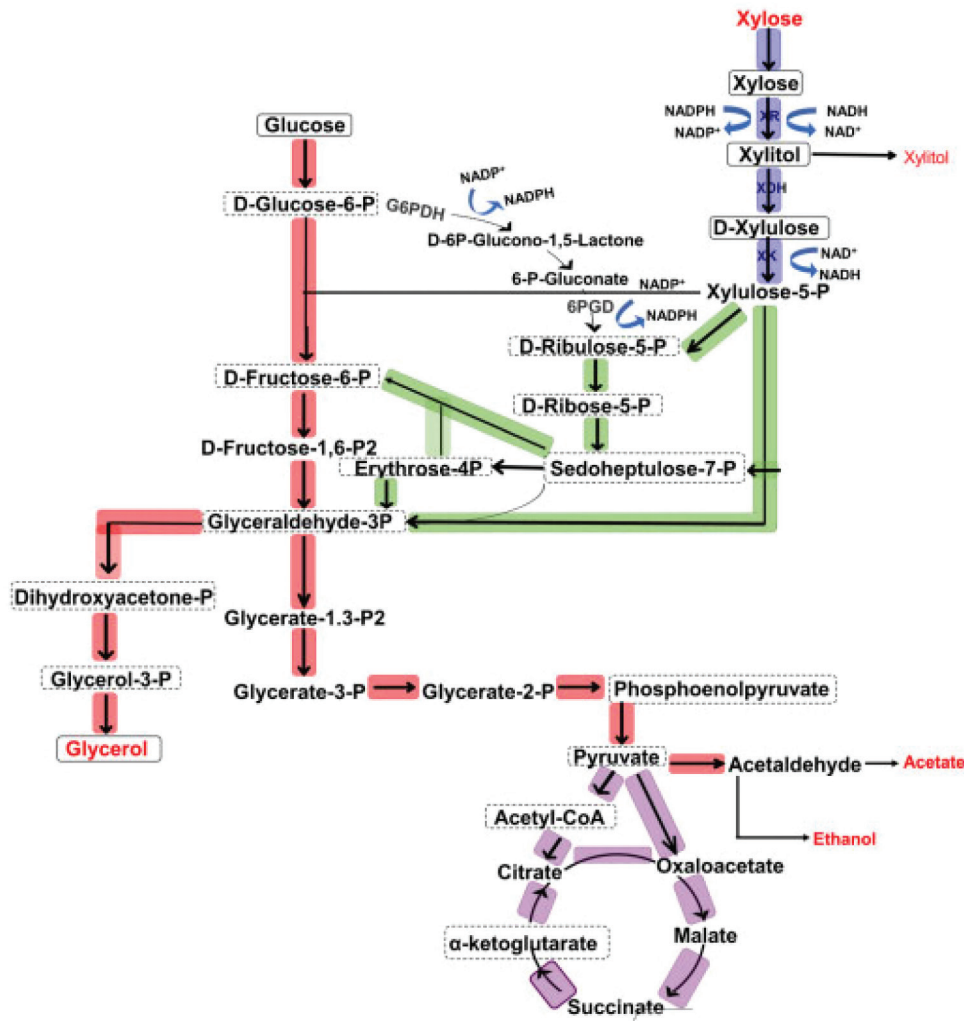 Xylose
Xylose
NADPH
NADH
XR
NADP+
NAD+
Glucose
Xylitol
Xylitol
NADP+
XDH
NADPH
D-Glucose-6-P
G6PDH
D-Xylulose
D-6P-Glucono-1,5-Lactone
XK
NAD+
NADH
6-P-Gluconate
NADP+
Xylulose-5-P
6PGD
NADPH
D-Ribulose-5-P
D-Fructose-6-P
D-Ribose-5-P
D-Fructose-1,6-P2
Erythrose-4P
Sedoheptulose-7-P
Glyceraldehyde-3P
Dihydroxyacetone-P
Glycerate-1.3-P2
Glycerol-3-P
Glycerate-3-P
Glycerate-2-P
Phosphoenolpyruvate
Glycerol
Pyruvate
Acetaldehyde
Acetate
Acetyl-CoA
Ethanol
Citrate
Oxaloacetate
α-ketoglutarate
Malate
Succinate